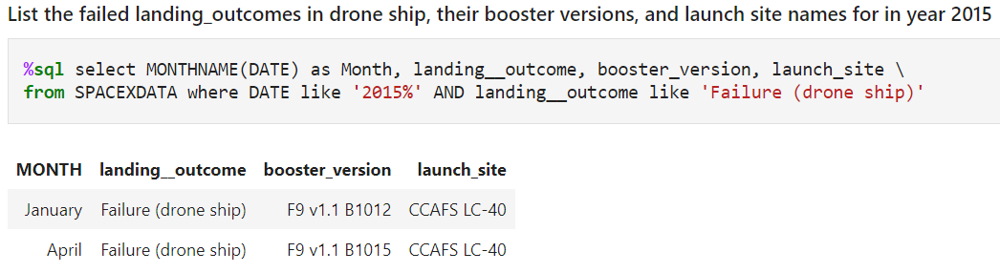 List the failed landing_outcomes in drone ship, their booster versions, and launch site names for in year 2015
%sql select MONTHNAME(DATE) as Month, landing__outcome, booster_version, launch_site \
from SPACEXDATA where DATE like '2015%' AND landing__outcome like 'Failure (drone ship)'
MONTH landing__outcome booster_version launch_site
January Failure (drone ship) F9 v1.1 B1012 CCAFS LC-40
April Failure (drone ship) F9 v1.1 B1015 CCAFS LC-40